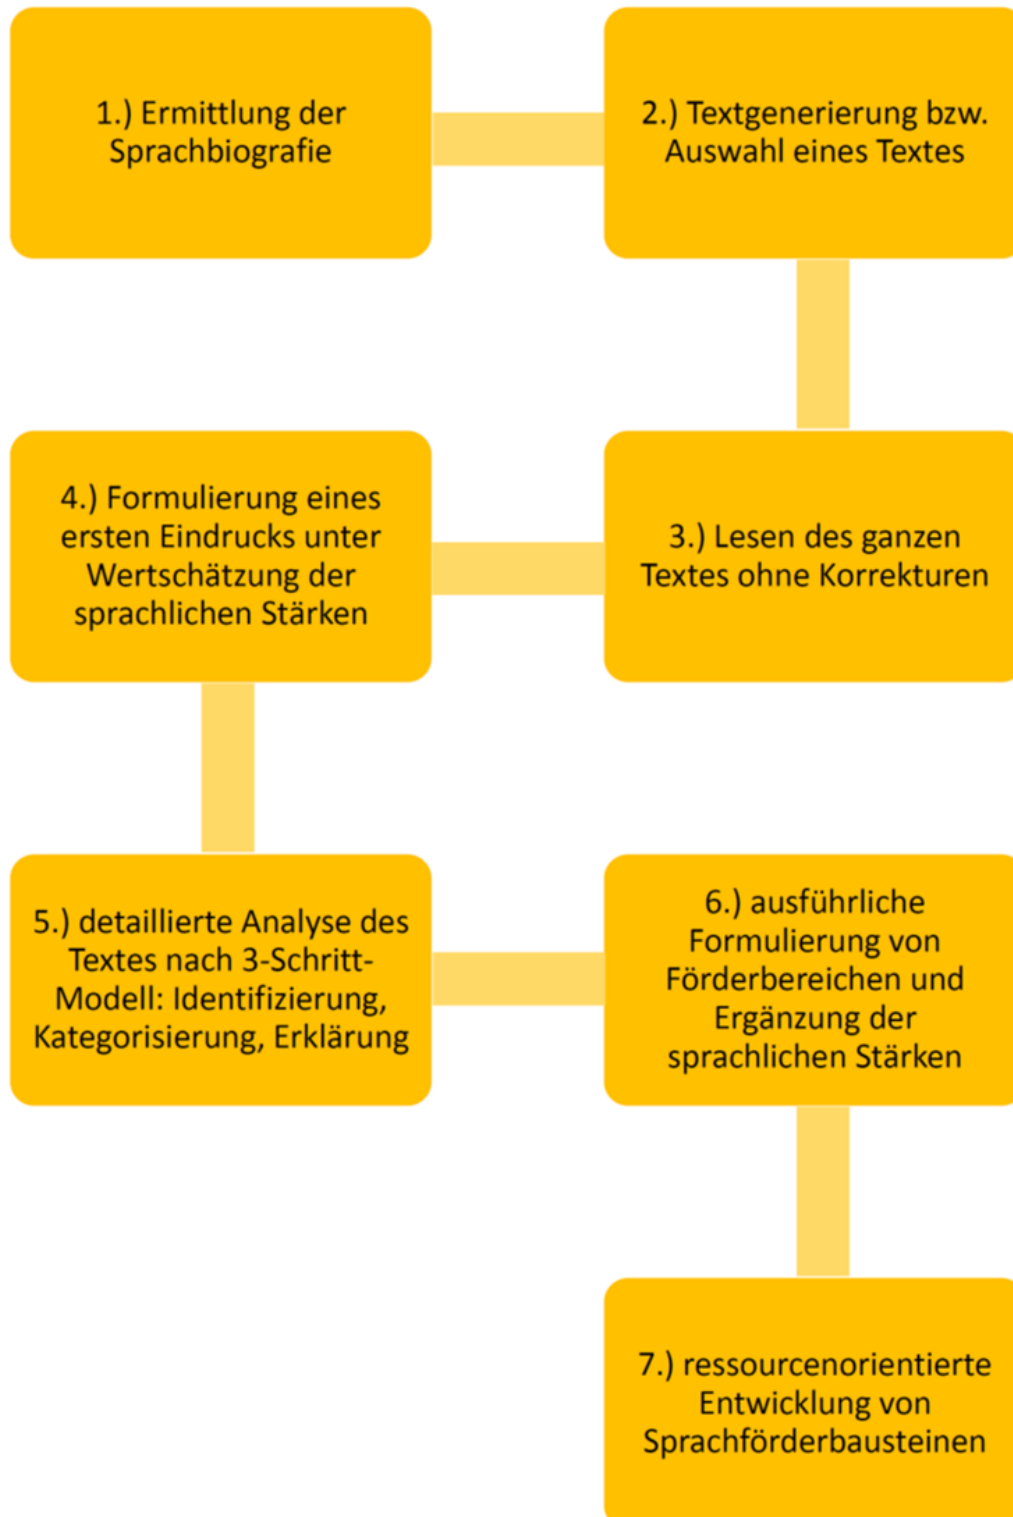 1.) Ermittlung der
Sprachbiografie
2.) Textgenerierung bzw.
Auswahl eines Textes
3.) Lesen des ganzen
Textes ohne Korrekturen
4.) Formulierung eines
ersten Eindrucks unter
Wertschätzung der
sprachlichen Stärken
5.) detaillierte Analyse des
Textes nach 3-Schritt-
Modell: Identifizierung,
Kategorisierung, Erklärung
6.) ausführliche
Formulierung von
Förderbereichen und
Ergänzung der
sprachlichen Stärken
7.) ressourcenorientierte
Entwicklung von
Sprachförderbausteinen